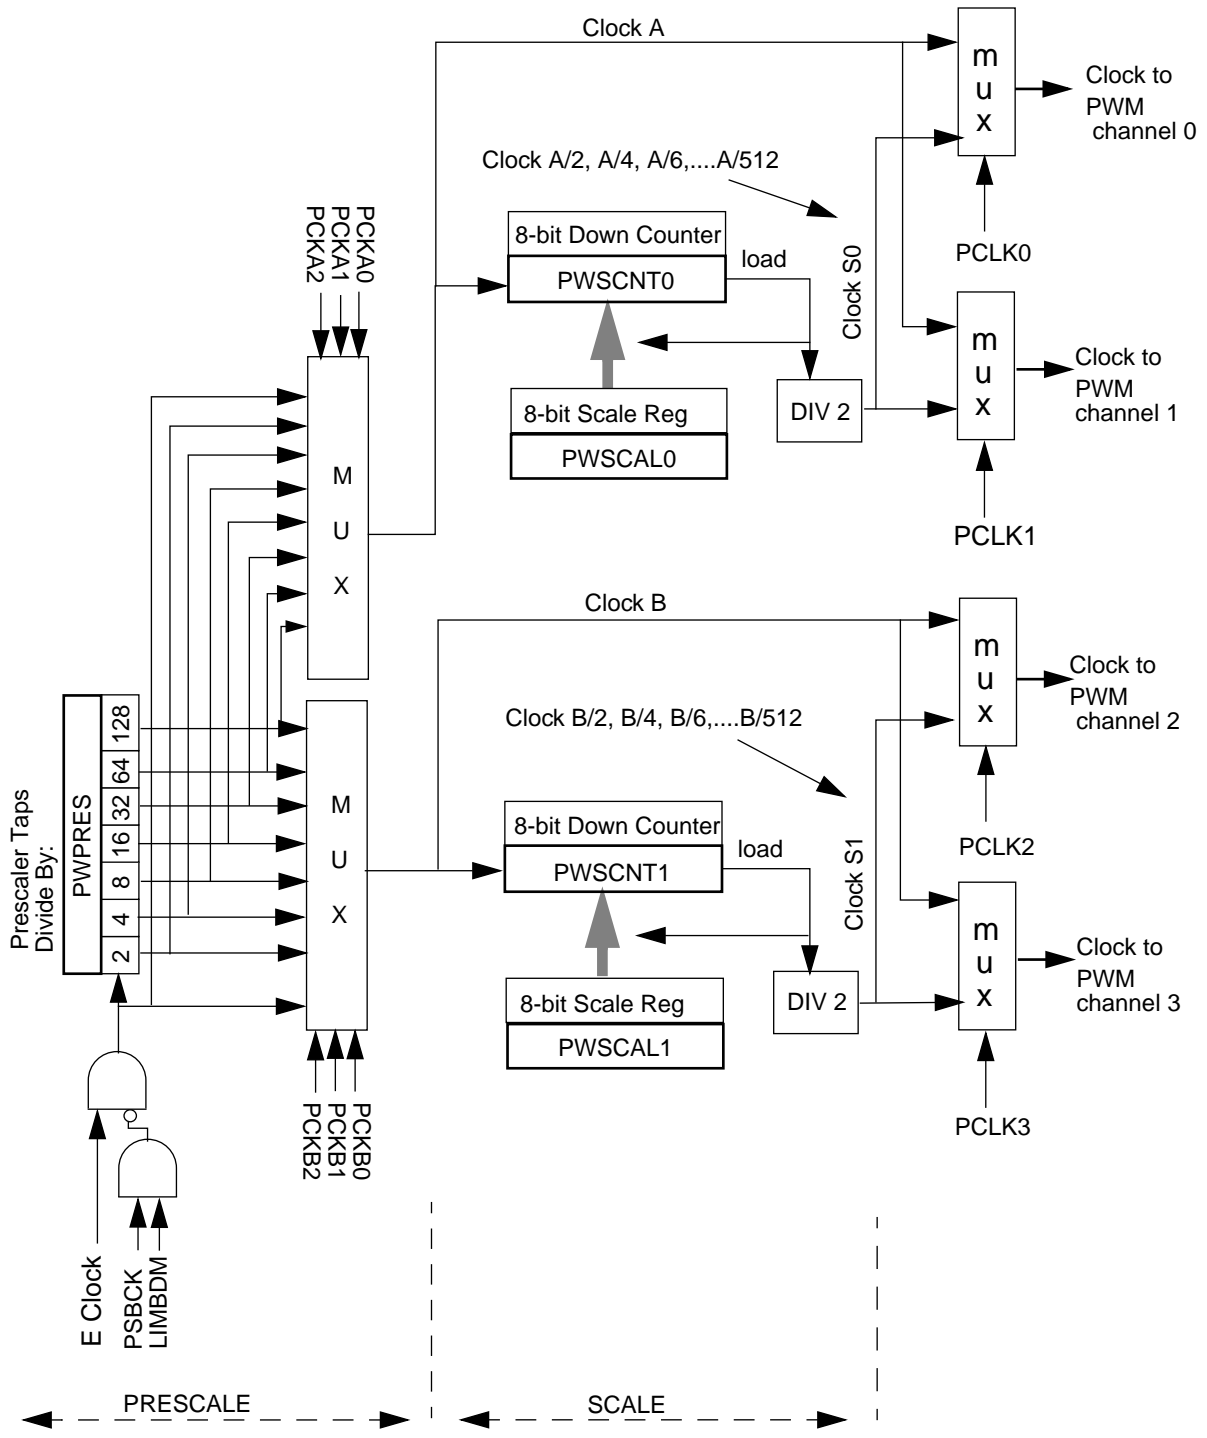 Clock A
m
u
x
Clock to
PWM
channel 0
Clock A/2, A/4, A/6,....A/512
PCKA2
PCKA1
PCKA0
8-bit Down Counter
PWSCNT0
load
Clock S0
PCLK0
m
u
x
Clock to
PWM
channel 1
8-bit Scale Reg
PWSCAL0
DIV 2
PCLK1
M
U
X
Clock B
m
u
x
Clock to
PWM
channel 2
Clock B/2, B/4, B/6,....B/512
Prescaler Taps
Divide By:
PWPRES
128
64
32
16
8
4
2
M
U
X
8-bit Down Counter
PWSCNT1
load
Clock S1
PCLK2
m
u
x
Clock to
PWM
channel 3
8-bit Scale Reg
PWSCAL1
DIV 2
PCLK3
PCKB2
PCKB1
PCKB0
E Clock
PSBCK
LIMBDM
PRESCALE
SCALE